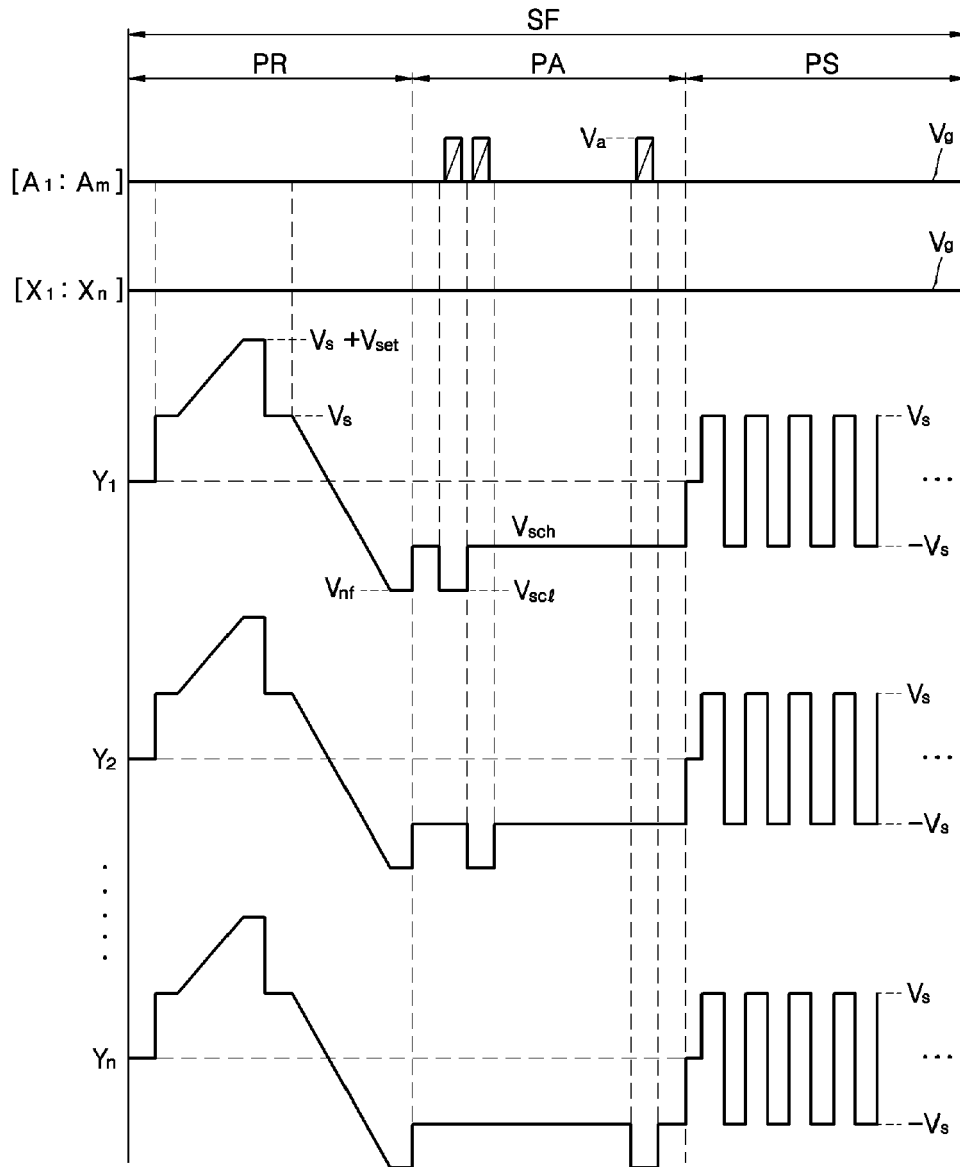 SF
PR PA PS
Va Vg
[A1 : Am]
Vg
[X1 : Xn]
Vs +Vset
Vs Vs
Y1 ...
Vsch
-Vs
Vnf Vscℓ
Vs
Y2 ...
-Vs
Vs
Yn ...
-Vs